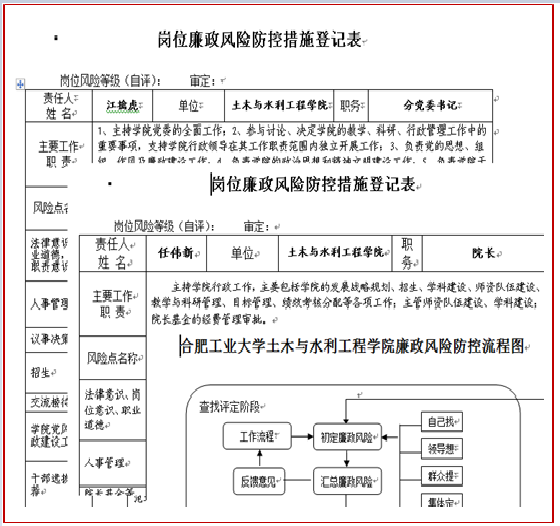 岗位廉政风险防控措施登记表
岗位风险等级（自评）： 审定：
责任人
姓 名
单位
土木与水利工程学院
职务
分党委书记
主要工作
职 责
1、主持学院党委的全面工作；2、参与讨论、决定学院的教学、科研、行政管理工作中的
重要事项，支持学院行政领导在其工作职责范围内独立开展工作；3、负责党的思想、组
风险点名
法律意识
业道德，
职责意识
人事管理
议事决策
招生
交流接待
学院党风
政建设工
干部选拔
荐
岗位廉政风险防控措施登记表
岗位风险等级（自评）： 审定：
责任人
姓 名
任伟新
单位
土木与水利工程学院
职
务
院长
主要工作
职 责
主持学院行政工作；主要包括学院的发展战略规划、招生、学科建设、师资队伍建设、
教学与科研管理、目标管理、绩效考核分配等各项工作；主管师资队伍建设、学科建设；
院长基金的经费管理审批。
风险点名称
法律意识、岗
位意识、职业
道德
人事管理
合肥工业大学土木与水利工程学院廉政风险防控流程图
查找评定阶段
工作流程
初定廉政风险
反馈意见
汇总廉政风险
自己找
领导想
群众提
集体定